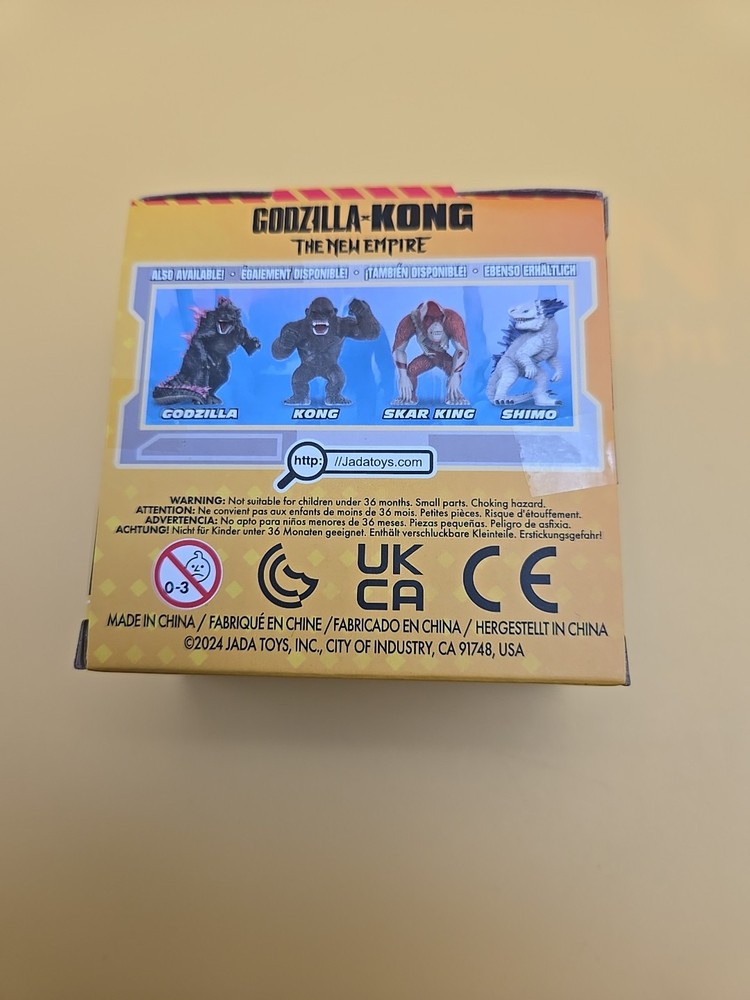 GODZILLA x KONG
THE NEW EMPIRE
ALSO AVAILABLE! • ÉGALEMENT DISPONIBLE! • ¡TAMBIÉN DISPONIBLE! • EBENSO ERHÄLTLICH
GODZILLA KONG SKAR KING SHIMO
http: //Jadatoys.com
WARNING: Not suitable for children under 36 months. Small parts. Choking hazard.
ATTENTION: Ne convient pas aux enfants de moins de 36 mois. Petites pièces. Risque d'étouffement.
ADVERTENCIA: No apto para niños menores de 36 meses. Piezas pequeñas. Peligro de asfixia.
ACHTUNG! Nicht für Kinder unter 36 Monaten geeignet. Enthält verschluckbare Kleinteile. Erstickungsgefahr!
0-3
UK
CA
CE
MADE IN CHINA / FABRIQUÉ EN CHINE / FABRICADO EN CHINA / HERGESTELLT IN CHINA
©2024 JADA TOYS, INC., CITY OF INDUSTRY, CA 91748, USA